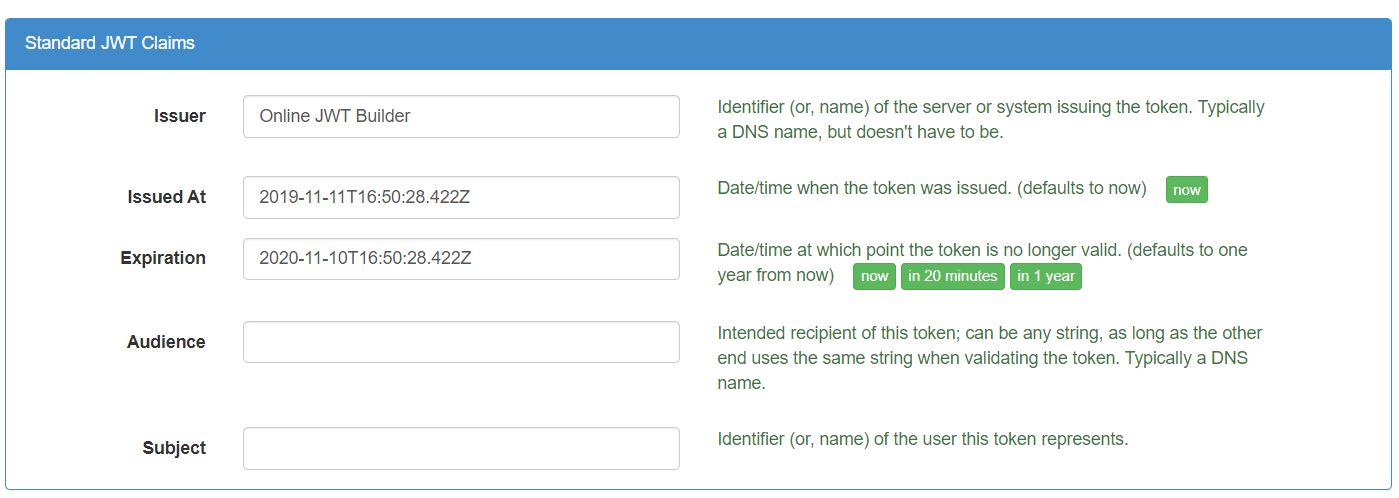 Standard JWT Claims
Issuer
Online JWT Builder
Identifier (or, name) of the server or system issuing the token. Typically
a DNS name, but doesn't have to be.
Issued At
2019-11-11T16:50:28.422Z
Date/time when the token was issued. (defaults to now) now
Expiration
2020-11-10T16:50:28.422Z
Date/time at which point the token is no longer valid. (defaults to one
year from now) now in 20 minutes in 1 year
Audience
Intended recipient of this token; can be any string, as long as the other
end uses the same string when validating the token. Typically a DNS
name.
Subject
Identifier (or, name) of the user this token represents.